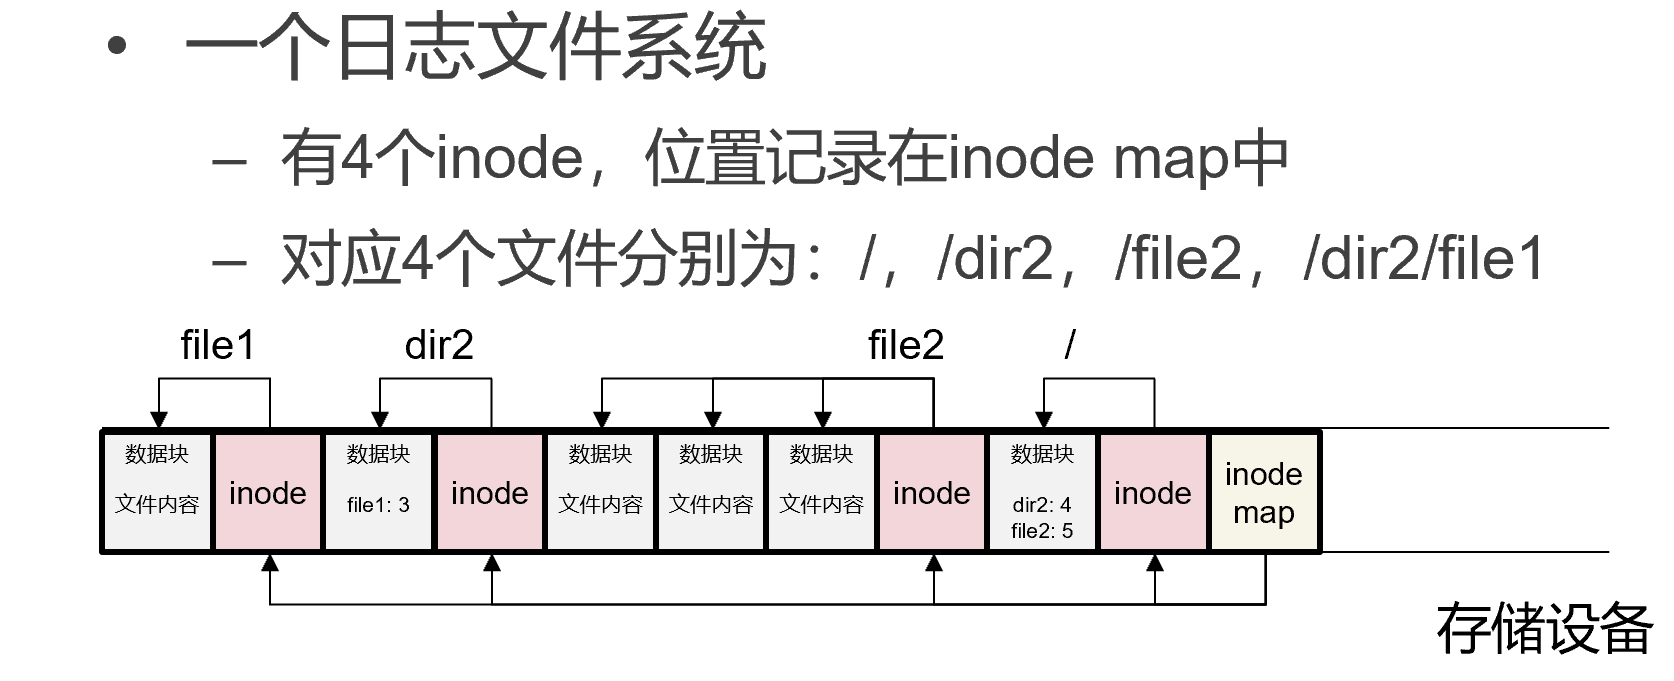 • 一个日志文件系统
– 有4个inode，位置记录在inode map中
– 对应4个文件分别为：/，/dir2，/file2，/dir2/file1
file1 dir2 file2 /
数据块 数据块 数据块 数据块 数据块 数据块
文件内容 inode file1: 3 inode 文件内容 文件内容 文件内容 inode dir2: 4 inode inode
file2: 5 map
存储设备